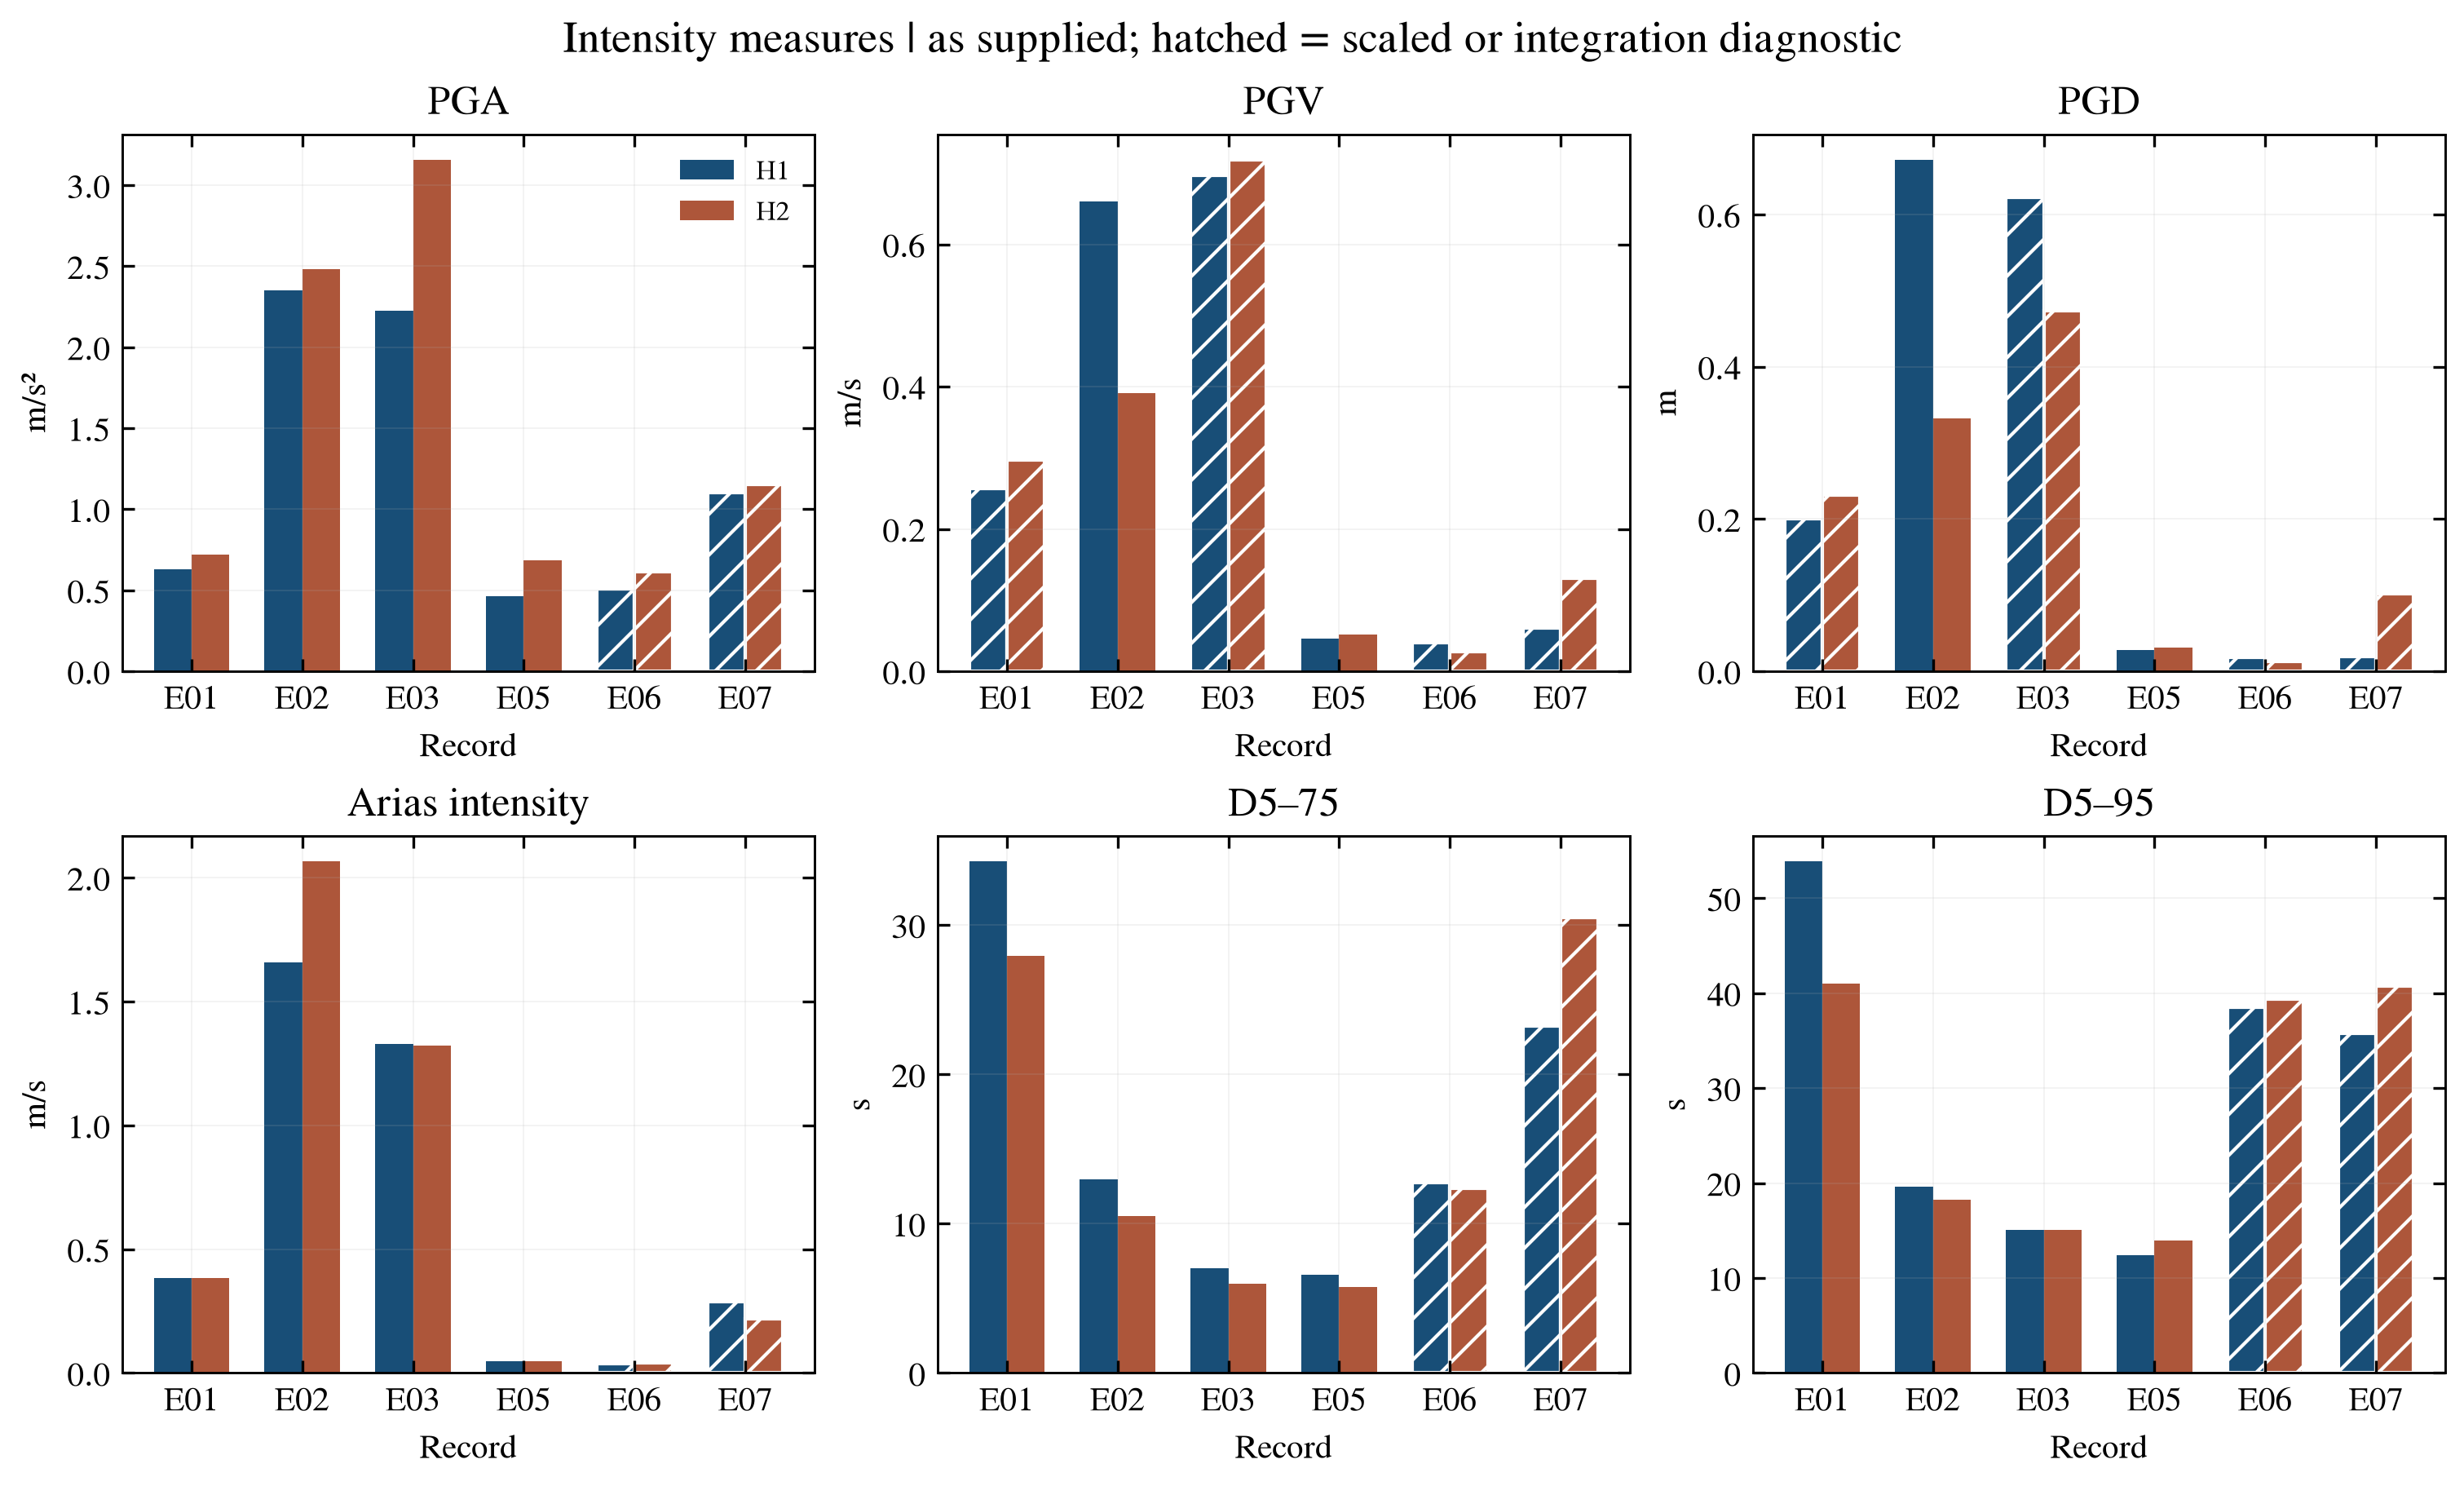 Intensity measures | as supplied; hatched = scaled or integration diagnostic
PGA
m/s²
3.0
2.5
2.0
1.5
1.0
0.5
0.0
H1
H2
E01 E02 E03 E05 E06 E07
Record
PGV
m/s
0.6
0.4
0.2
0.0
E01 E02 E03 E05 E06 E07
Record
PGD
m
0.6
0.4
0.2
0.0
E01 E02 E03 E05 E06 E07
Record
Arias intensity
m/s
2.0
1.5
1.0
0.5
0.0
E01 E02 E03 E05 E06 E07
Record
D5–75
s
30
20
10
0
E01 E02 E03 E05 E06 E07
Record
D5–95
s
50
40
30
20
10
0
E01 E02 E03 E05 E06 E07
Record